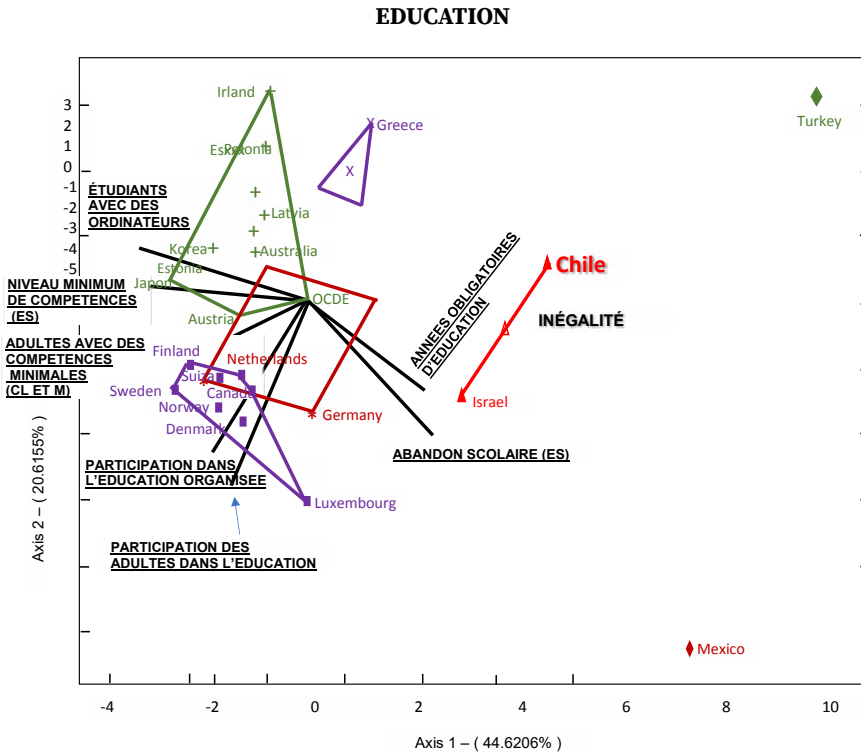 EDUCATION
Irland
Greece
Turkey
Polonia
Latvia
Australia
Korea
Estonia
Japon
OCDE
Austria
Chile
INÉGALITÉ
Israel
Finland
Netherlands
Suiza
Canada
Sweden
Norway
Denmark
Germany
Luxembourg
Mexico
ÉTUDIANTS
AVEC DES
ORDINATEURS
NIVEAU MINIMUM
DE COMPETENCES
(ES)
ADULTES AVEC DES
COMPETENCES
MINIMALES
(CL ET M)
ANNEES OBLIGATOIRES
D'EDUCATION
ABANDON SCOLAIRE (ES)
PARTICIPATION DANS
L'EDUCATION ORGANISEE
PARTICIPATION DES
ADULTES DANS L'EDUCATION
3
2
1
0
-1
-2
-4
-5
Axis 2 – ( 20.6155% )
-4 -2 0 2 4 6 8 10
Axis 1 – ( 44.6206% )